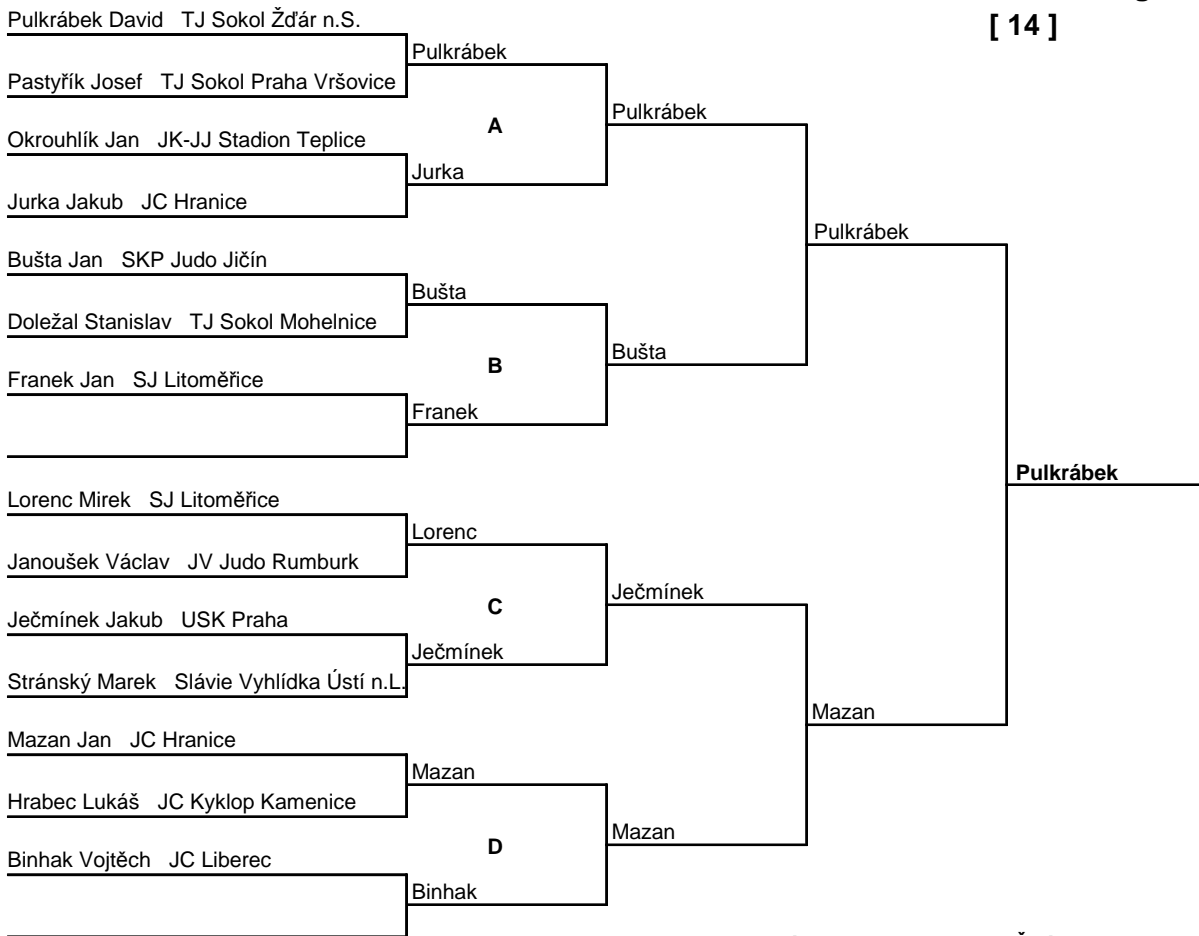 [ 14 ]
Pulkrábek David TJ Sokol Žďár n.S.
Pulkrábek
Pastyřík Josef TJ Sokol Praha Vršovice
A
Pulkrábek
Okrouhlík Jan JK-JJ Stadion Teplice
Jurka
Jurka Jakub JC Hranice
Pulkrábek
Bušta Jan SKP Judo Jičín
Bušta
Doležal Stanislav TJ Sokol Mohelnice
B
Bušta
Franek Jan SJ Litoměřice
Franek
Pulkrábek
Lorenc Mirek SJ Litoměřice
Lorenc
Janoušek Václav JV Judo Rumburk
C
Ječmínek
Ječmínek Jakub USK Praha
Ječmínek
Stránský Marek Slávie Vyhlídka Ústí n.L.
Mazan
Mazan Jan JC Hranice
Mazan
Hrabec Lukáš JC Kyklop Kamenice
D
Mazan
Binhak Vojtěch JC Liberec
Binhak